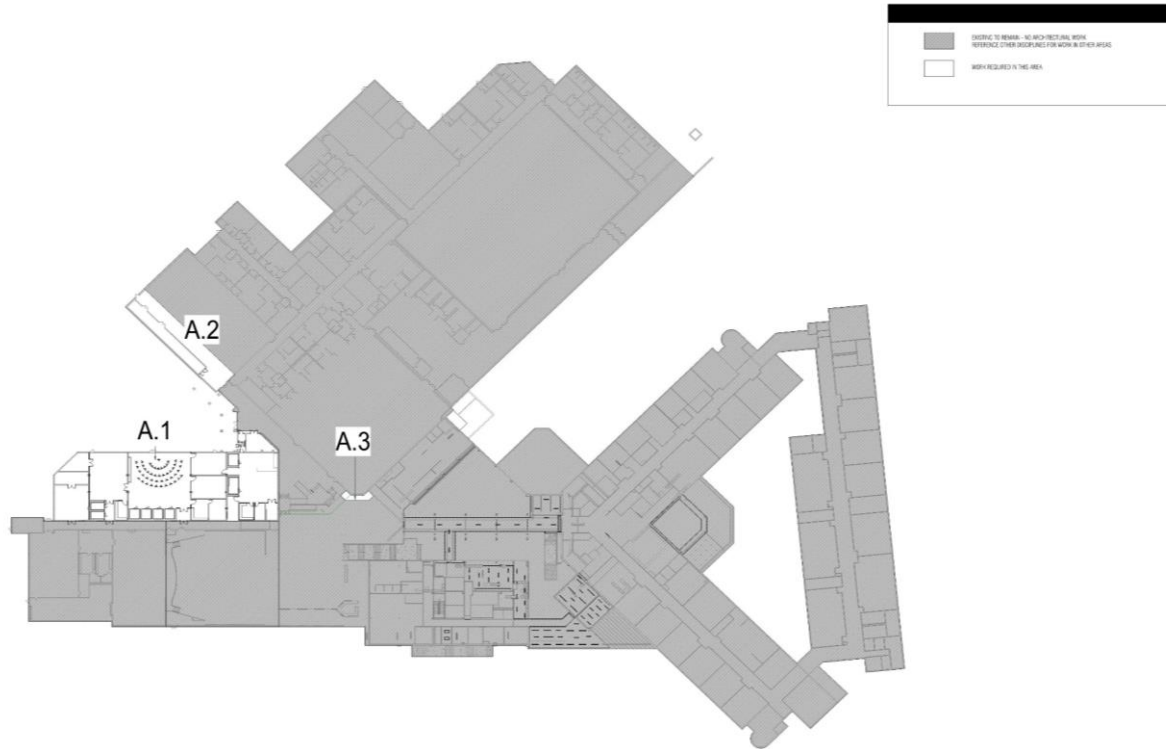 EXISTING TO REMAIN - NO ARCHITECTURAL WORK
REFERENCE OTHER DISCIPLINES FOR WORK IN OTHER AREAS
WORK REQUIRED IN THIS AREA
A.2
A.1
A.3